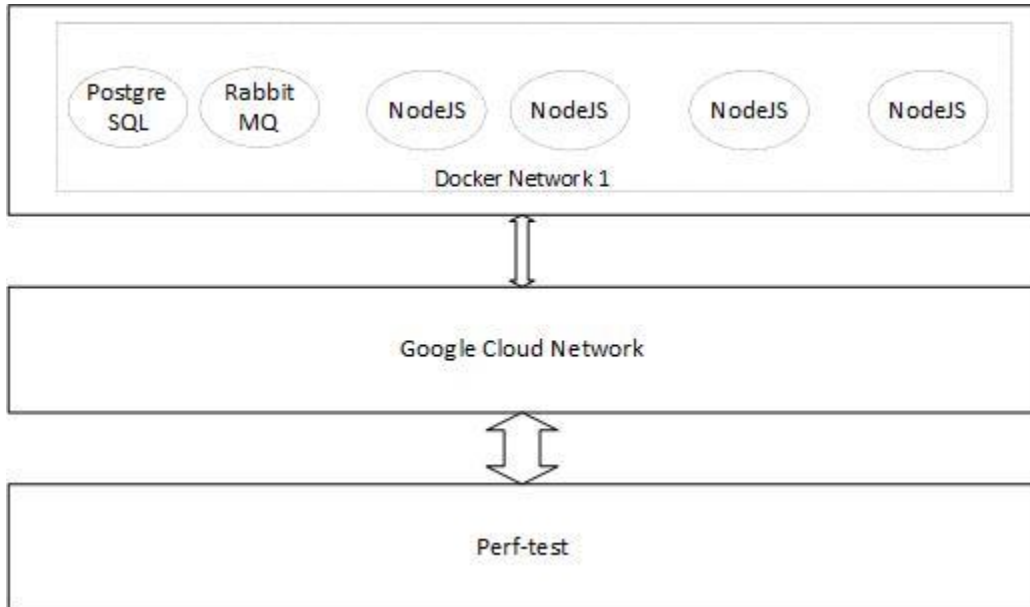 Postgre
SQL
Rabbit
MQ
NodeJS
NodeJS
NodeJS
NodeJS
Docker Network 1
Google Cloud Network
Perf-test